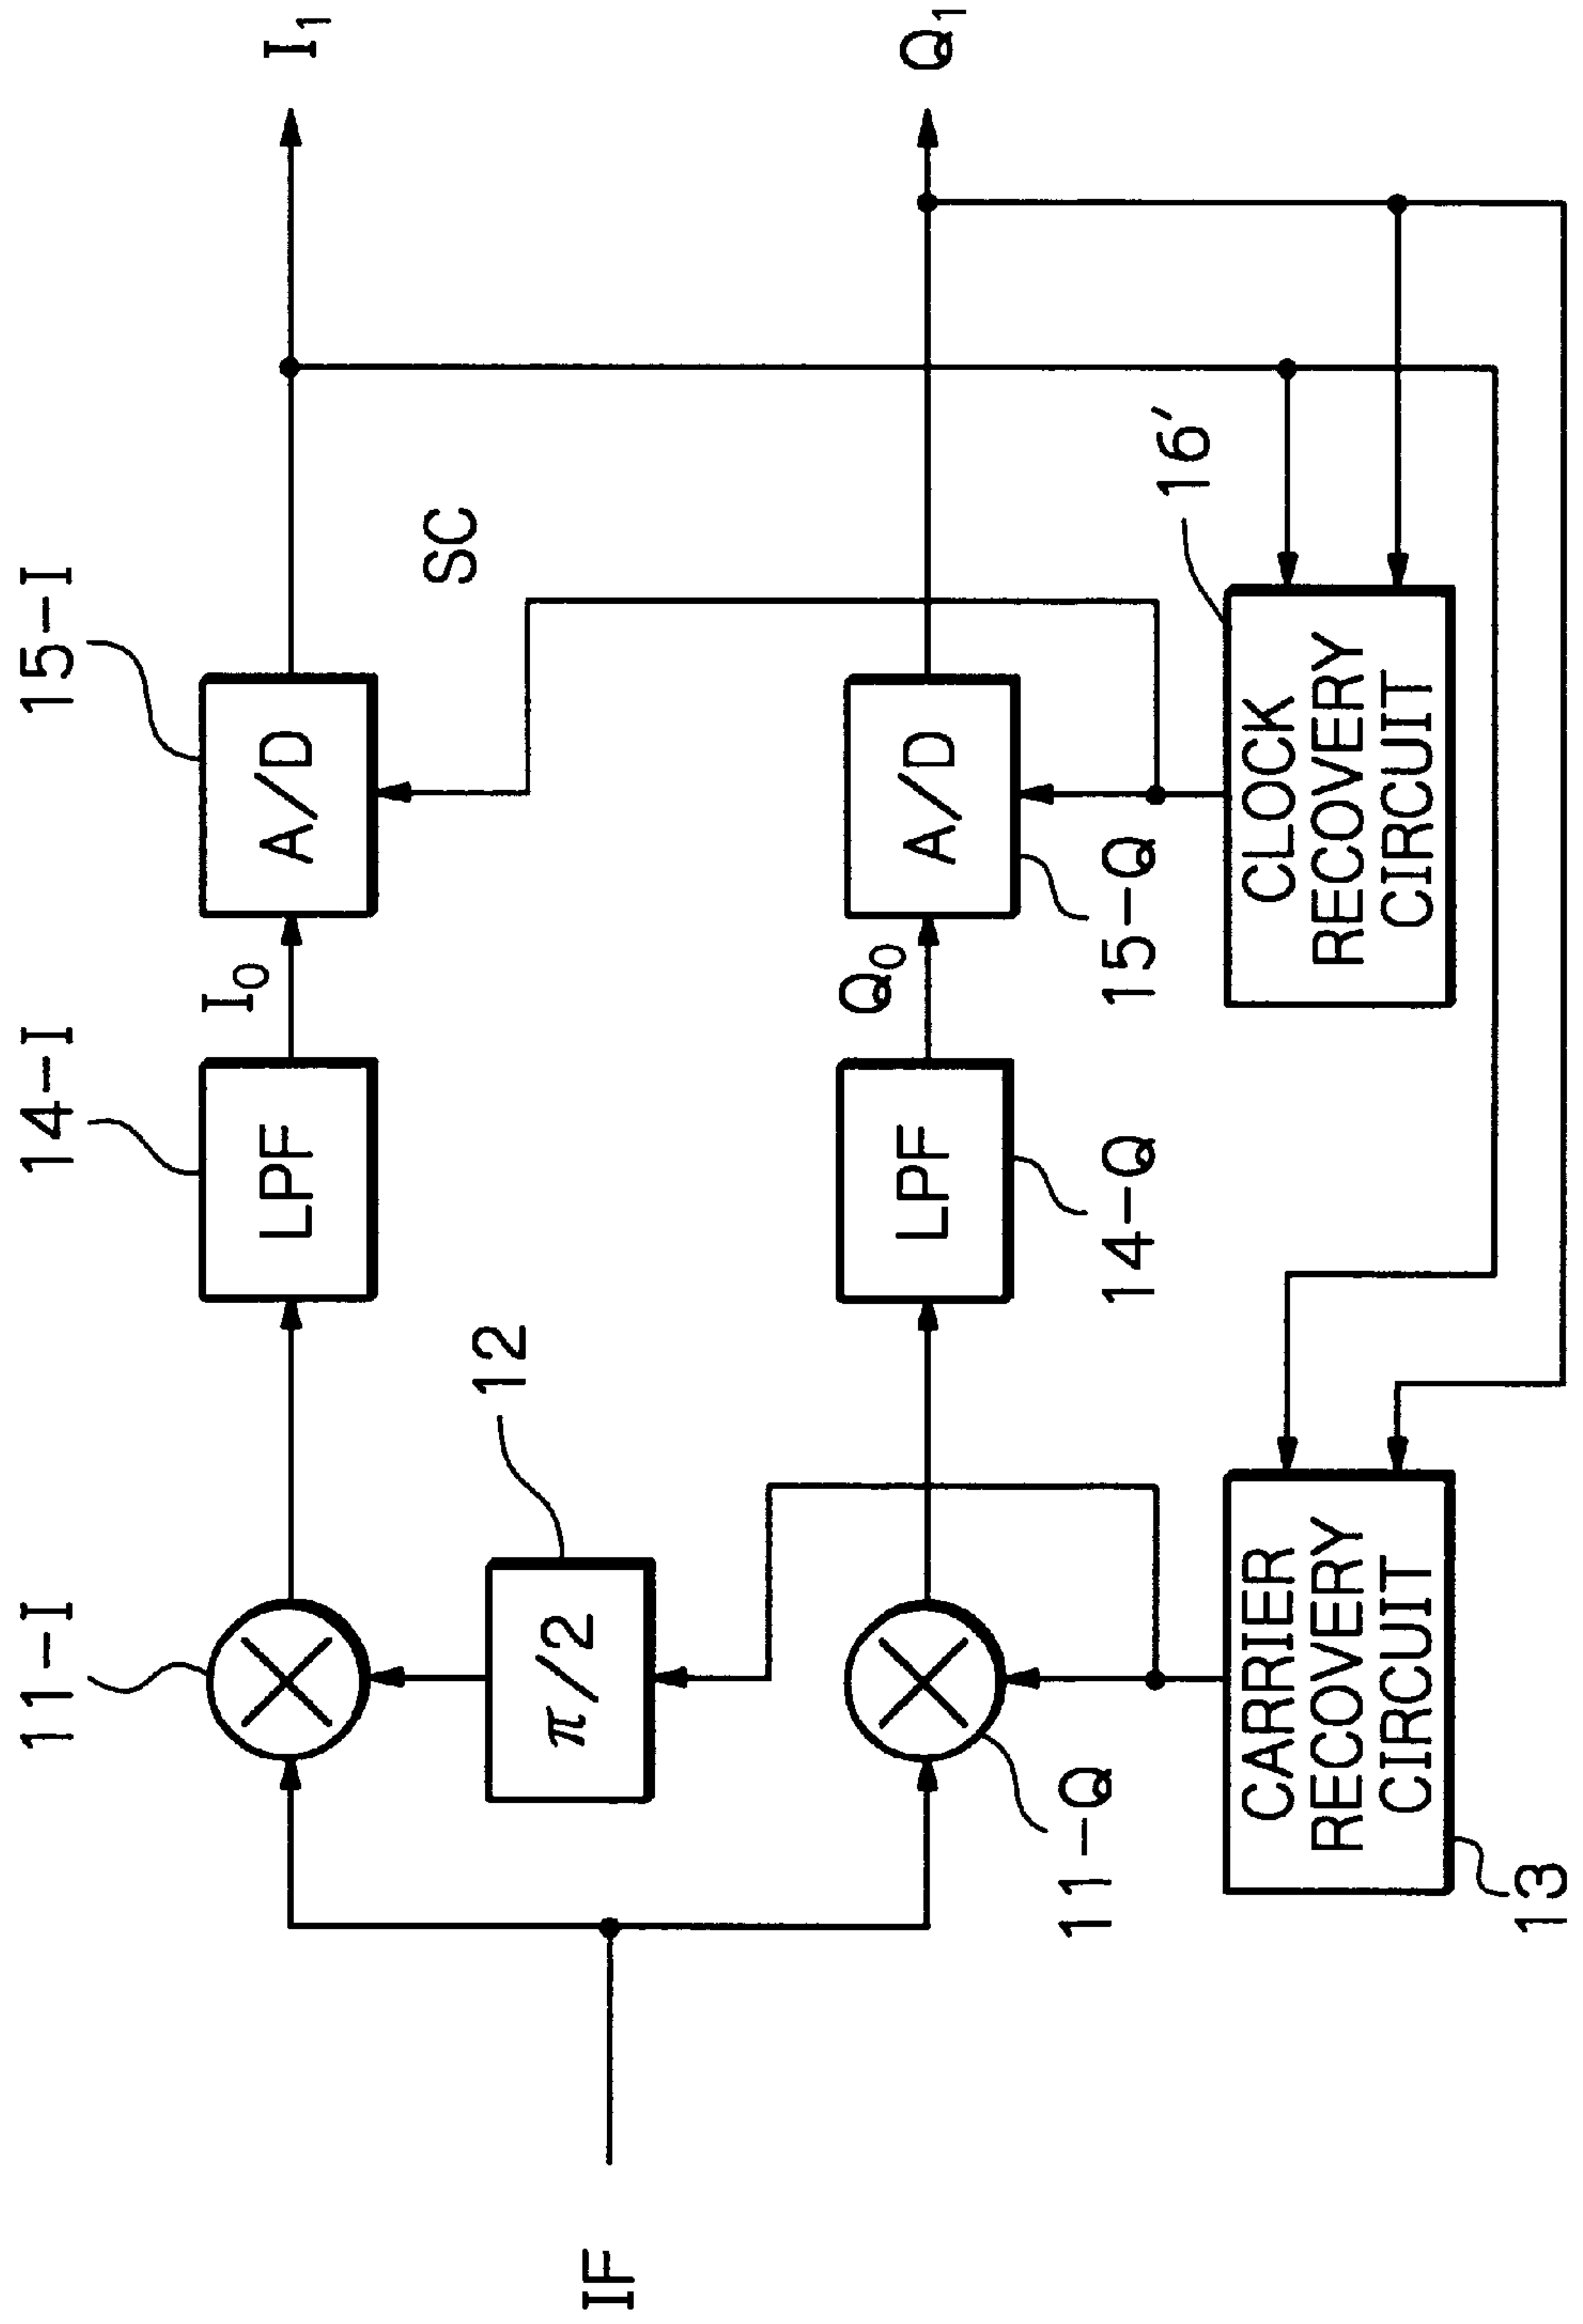 11-I
14-I
15-I
I₁
LPF
I₀
A/D
12
SC
π/2
IF
Q₀
Q₁
LPF
A/D
11-Q
14-Q
15-Q
16′
CARRIER
RECOVERY
CIRCUIT
CLOCK
RECOVERY
CIRCUIT
13